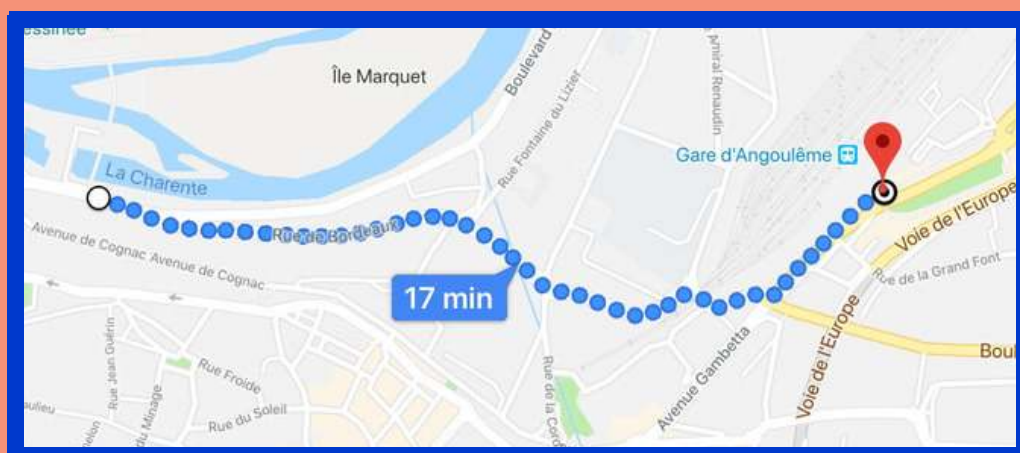 Île Marquet
Boulevard
Rue Fontaine du Lizier
Amiral Renaudin
Gare d'Angoulême
La Charente
Rue de Bordeaux
Avenue de Cognac
Avenue de Cognac
17 min
Voie de l'Europe
Rue de la Grand Font
Voie de l'Europe
Avenue Gambetta
Rue Jean Guérin
Rue Froide
Rue du Soleil
du Minage
Rue de la